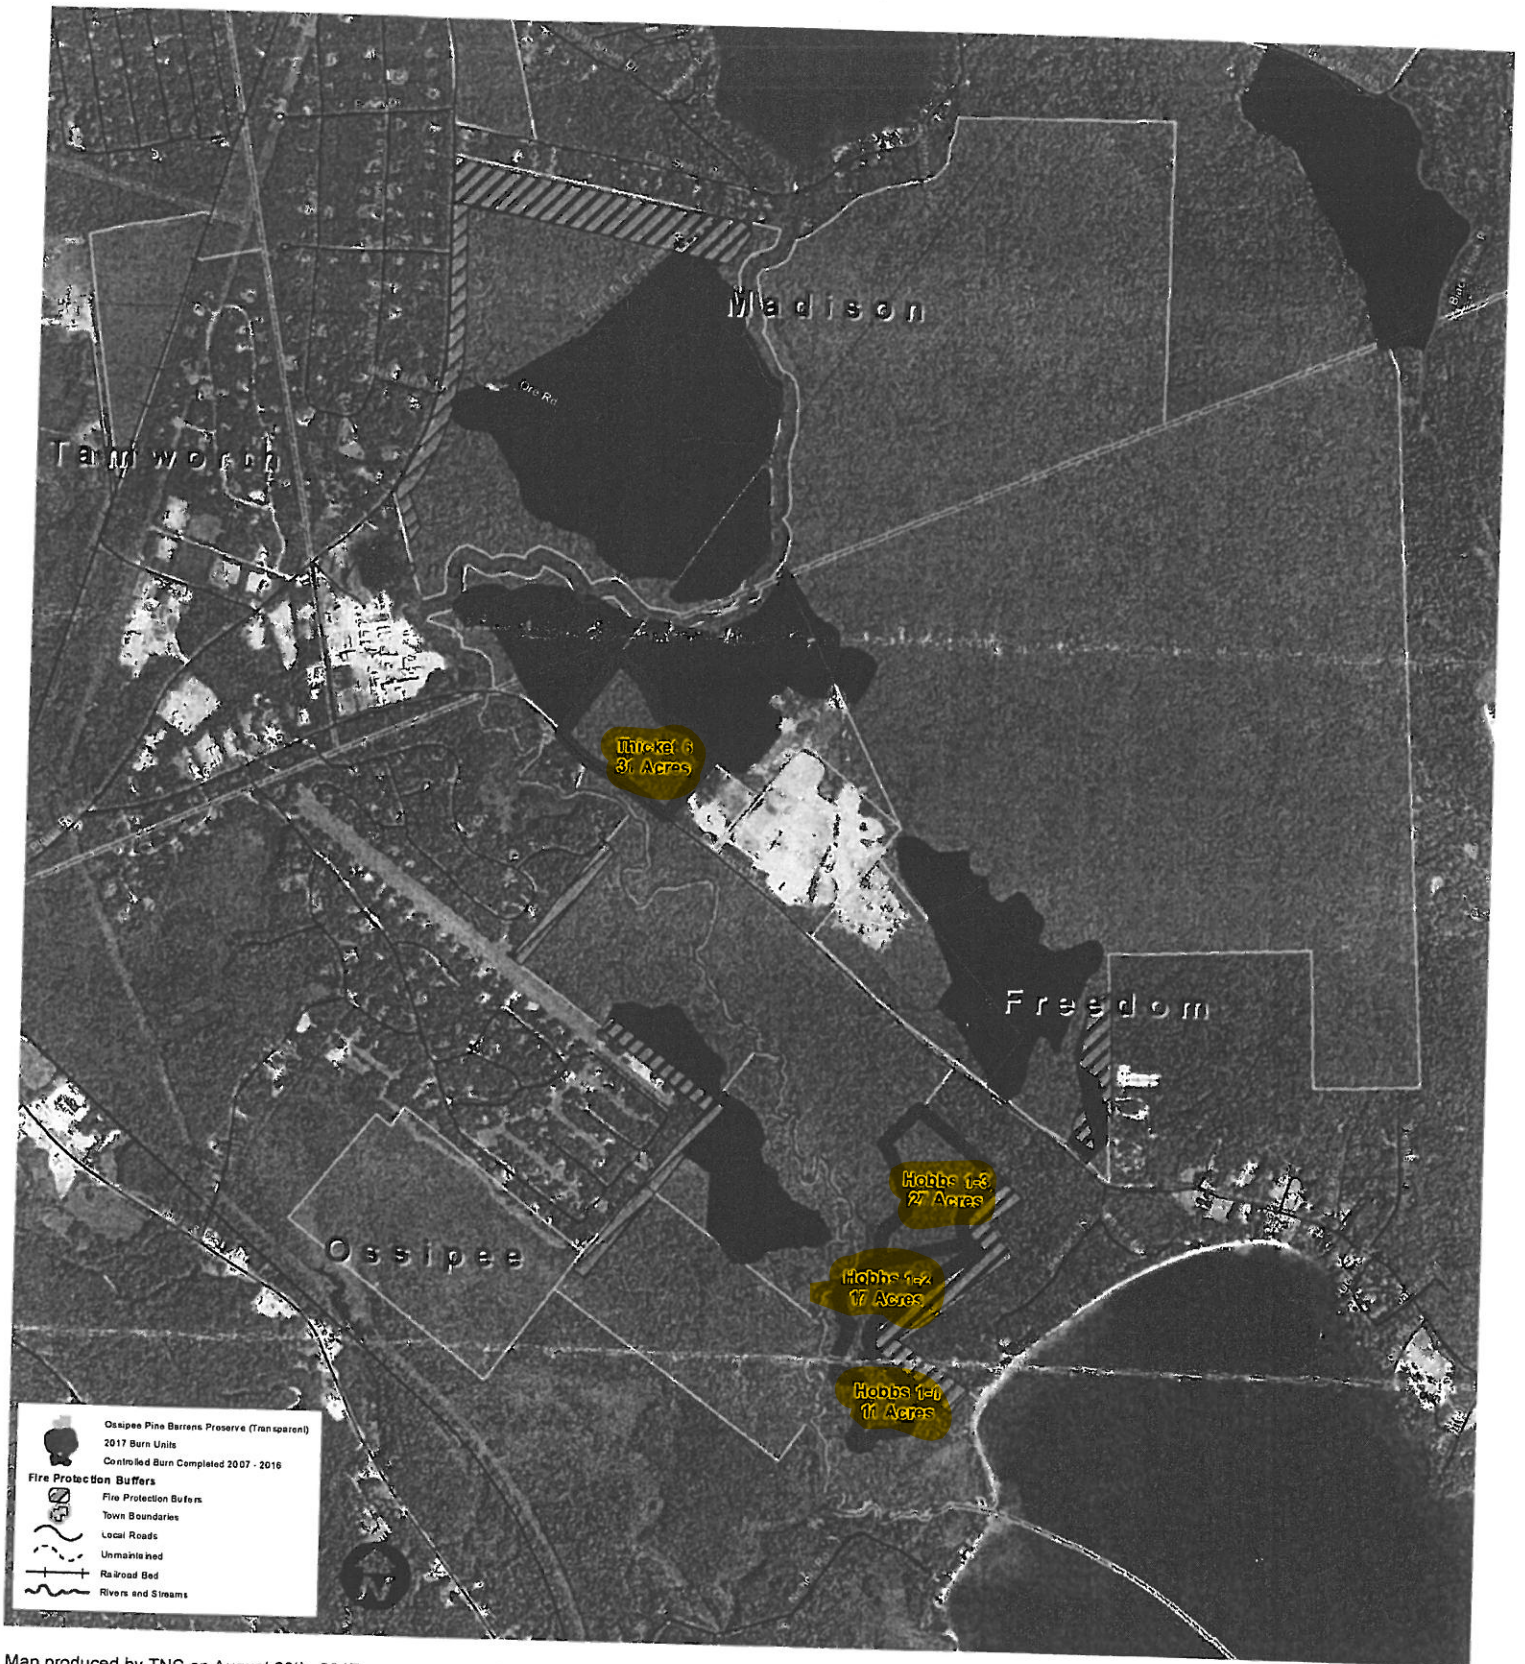 Madison
Ore Rd
Tamworth
Thicket 6
31 Acres
Freedom
Hobbs 1-3
27 Acres
Ossipee
Hobbs 1-2
17 Acres
Hobbs 1-1
11 Acres
Ossipee Pine Barrens Preserve (Transparent)
2017 Burn Units
Controlled Burn Completed 2007 - 2016
Fire Protection Buffers
Fire Protection Buffers
Town Boundaries
Local Roads
Unmaintained
Railroad Bed
Rivers and Streams
N
Map produced by TNC on August